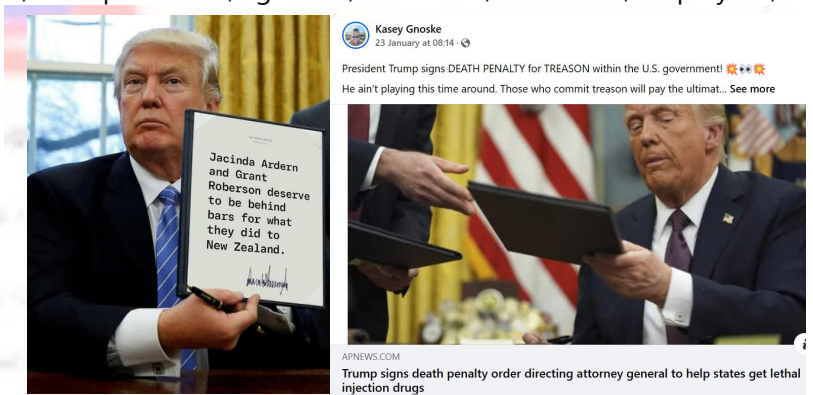 Jacinda Ardern
and Grant
Roberson deserve
to be behind
bars for what
they did to
New Zealand.
Kasey Gnoske
23 January at 08:14 ·
President Trump signs DEATH PENALTY for TREASON within the U.S. government! 💥👀💥
He ain't playing this time around. Those who commit treason will pay the ultimat... See more
APNEWS.COM
Trump signs death penalty order directing attorney general to help states get lethal
injection drugs